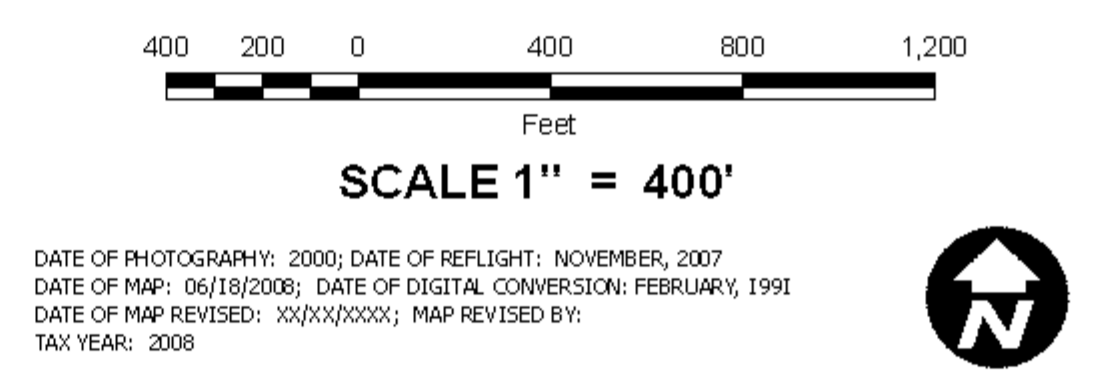 400 200 0 400 800 1,200
Feet
SCALE 1" = 400'
DATE OF PHOTOGRAPHY: 2000; DATE OF REFLIGHT: NOVEMBER, 2007
DATE OF MAP: 06/18/2008; DATE OF DIGITAL CONVERSION: FEBRUARY, 1991
DATE OF MAP REVISED: XX/XX/XXXX; MAP REVISED BY:
TAX YEAR: 2008
N